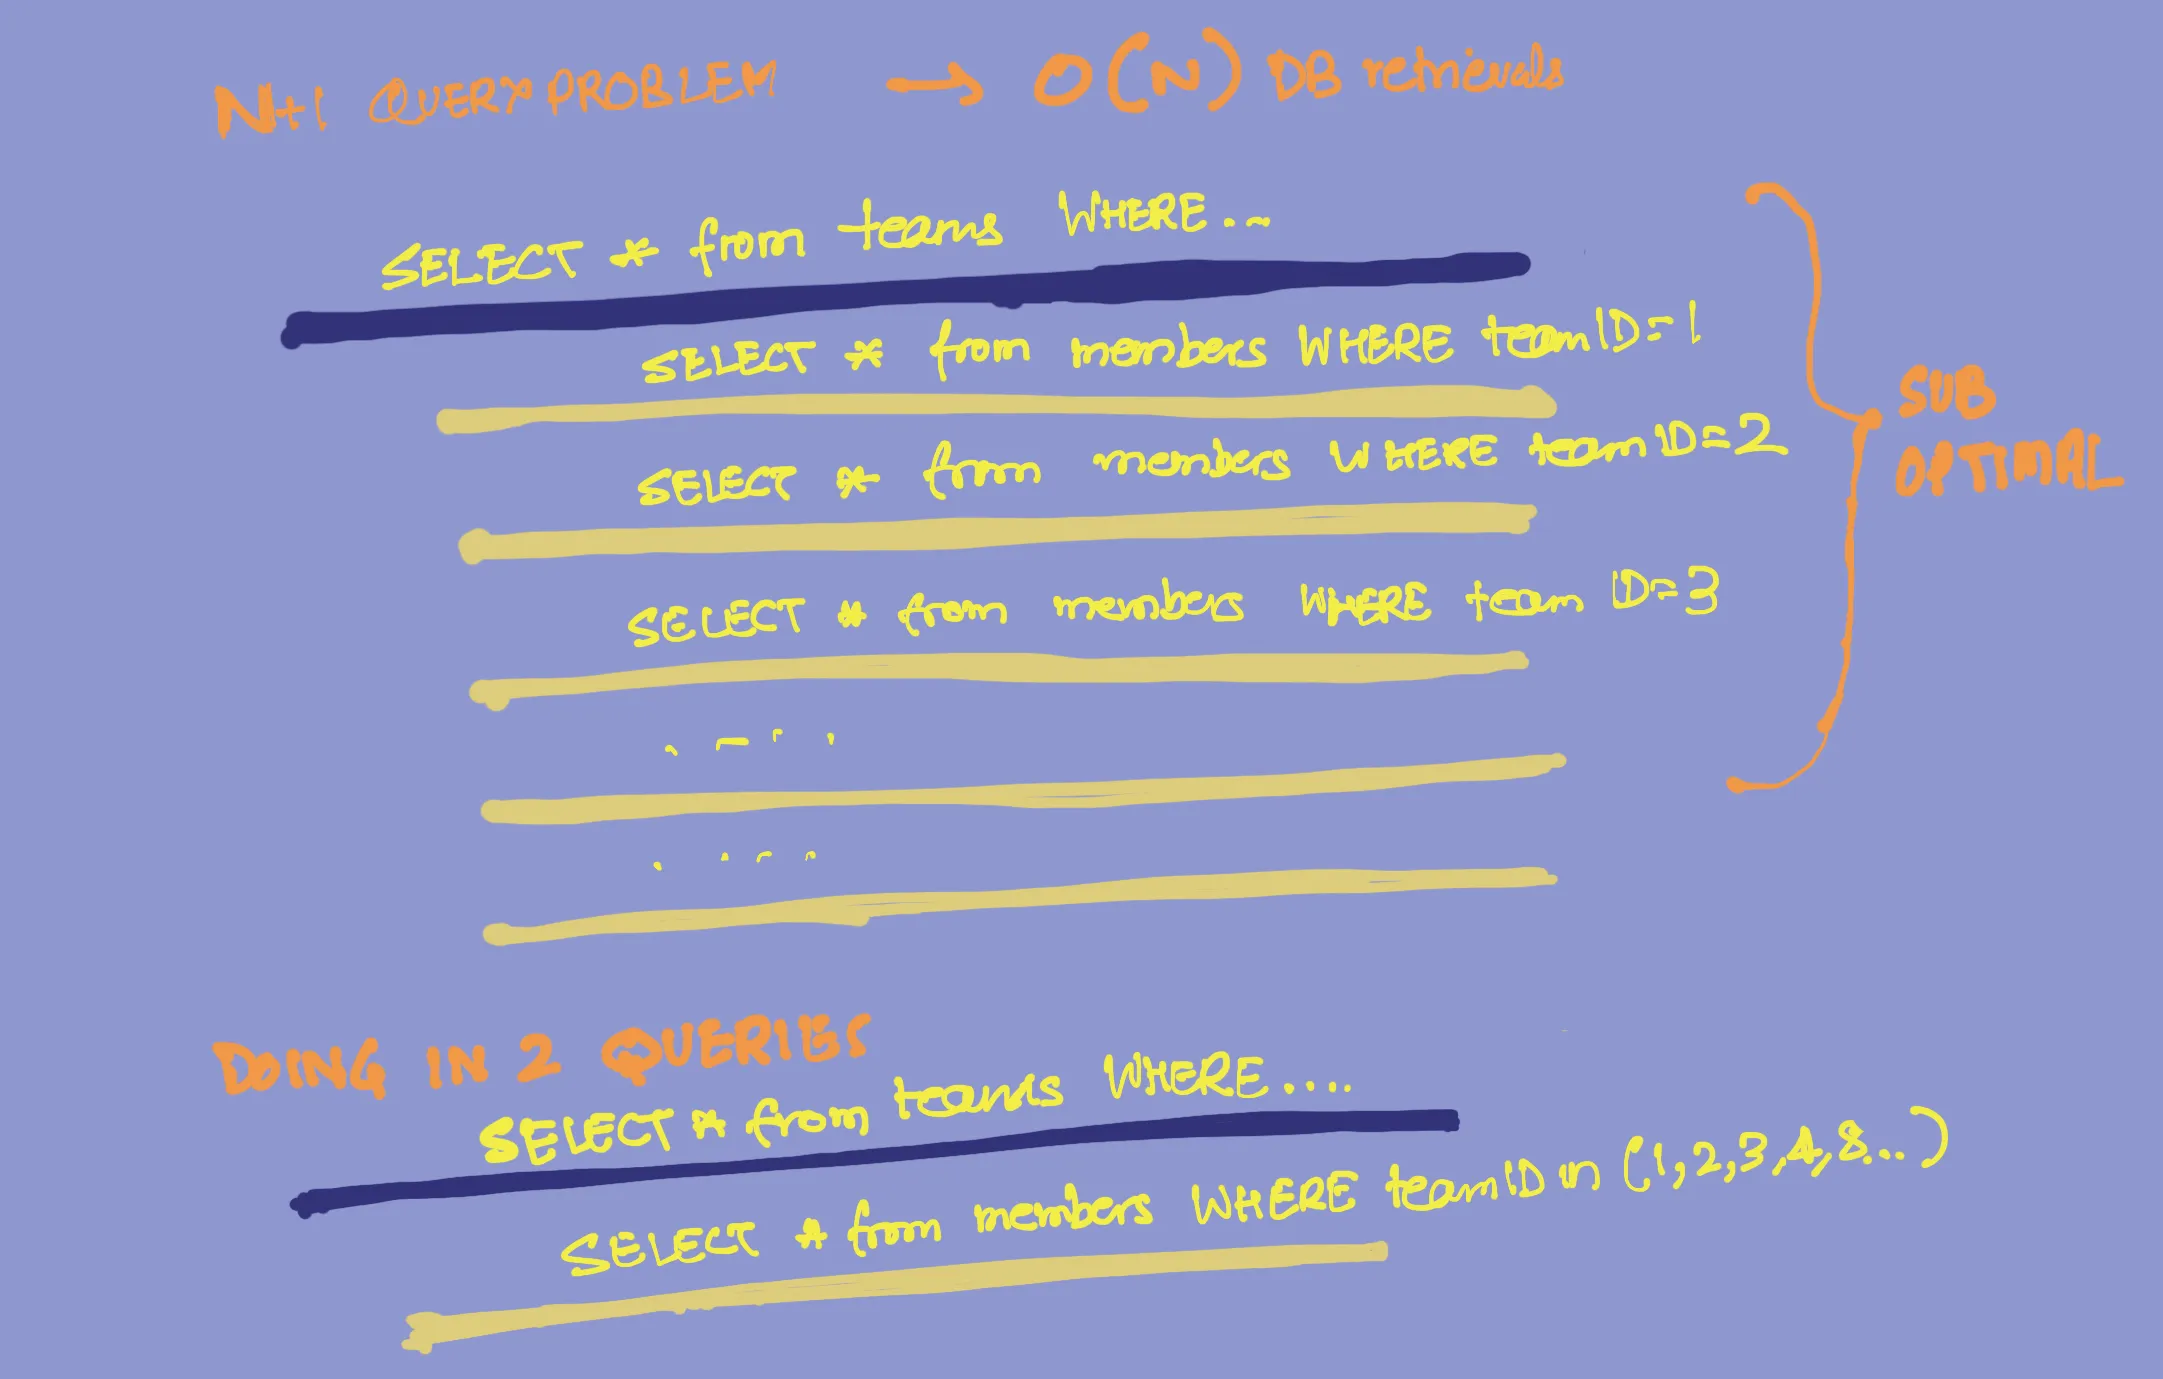 N+1 QUERY PROBLEM → O(N) DB retrievals
SELECT * from teams WHERE...
SELECT * from members WHERE teamID=1
SELECT * from members WHERE teamID=2
SELECT * from members WHERE team ID=3
....
....
SUB
OPTIMAL
DOING IN 2 QUERIES
SELECT * from teams WHERE....
SELECT * from members WHERE teamID in (1,2,3,4,8...)